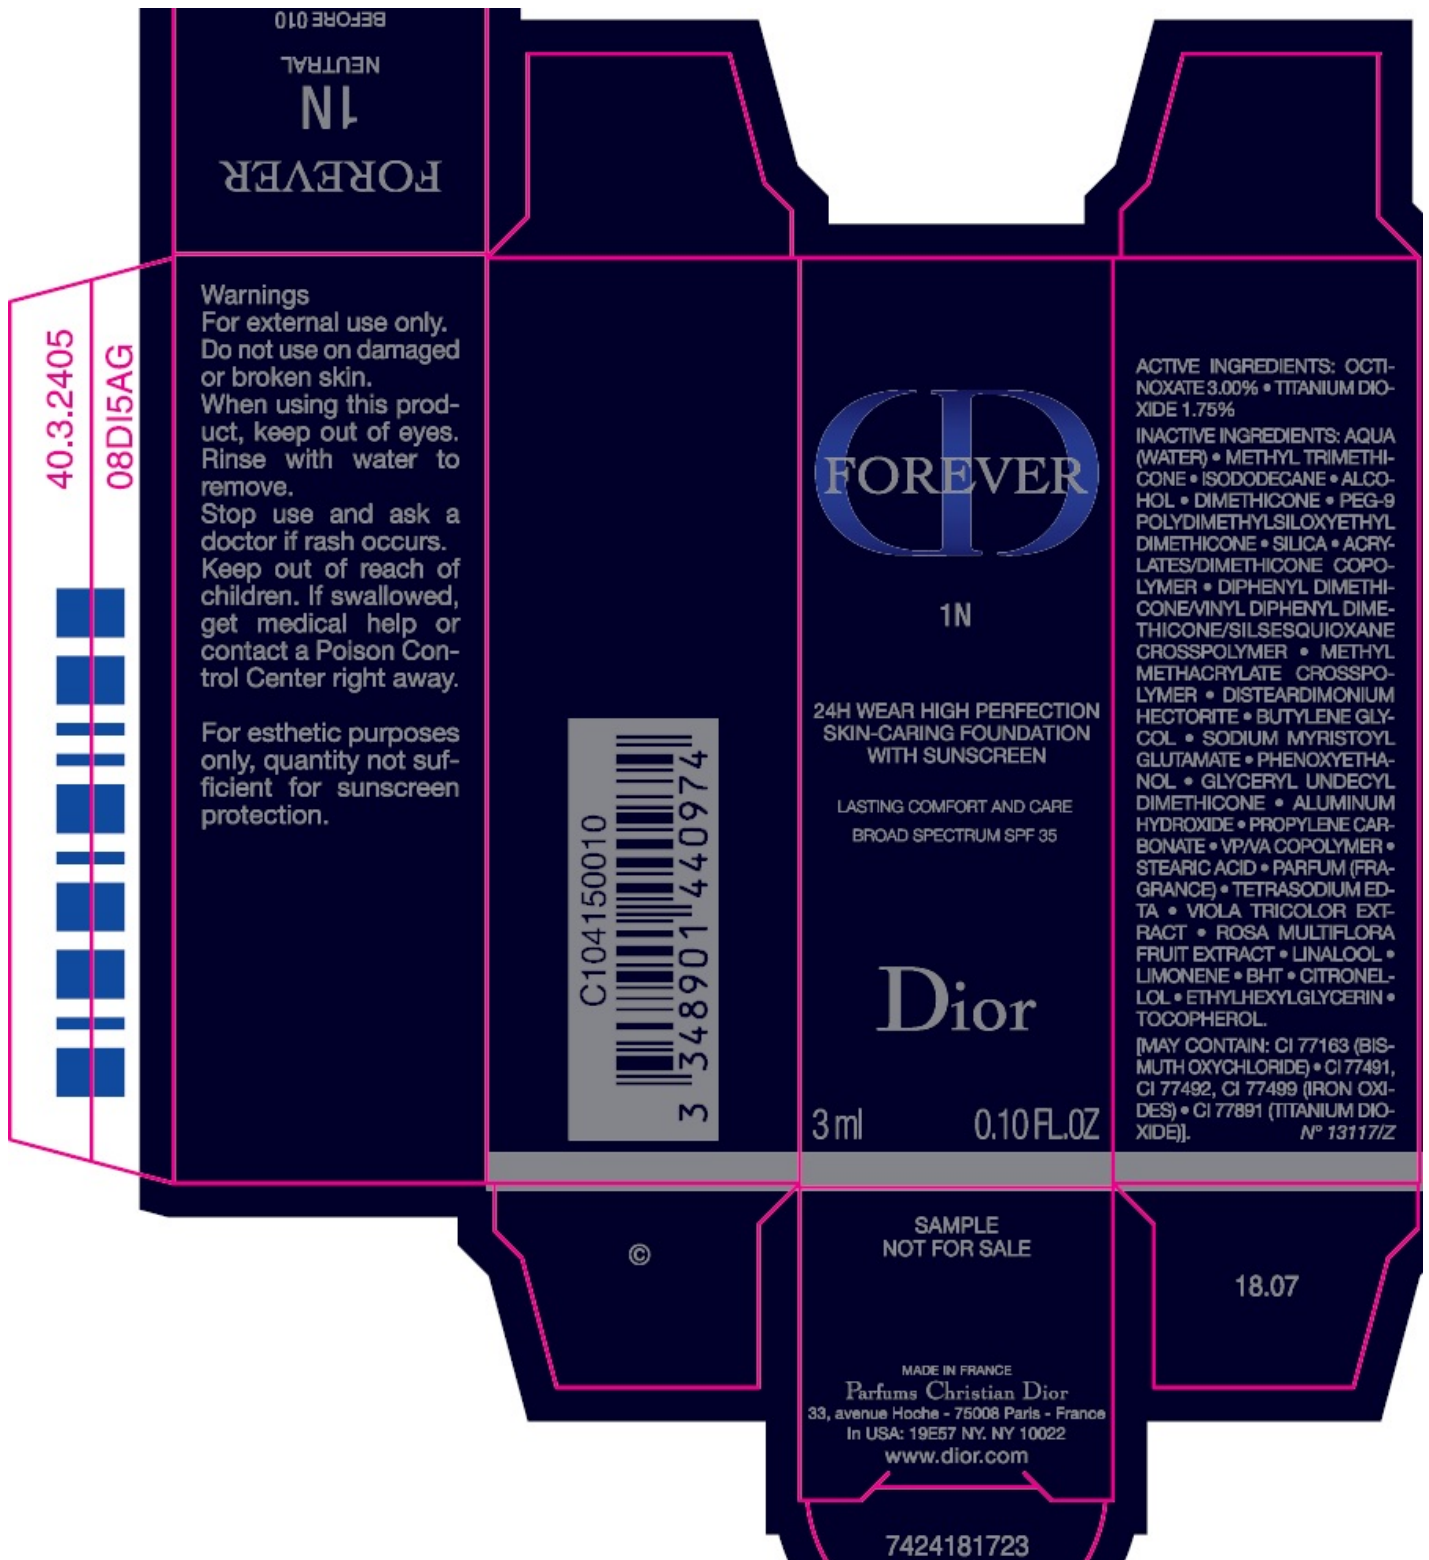 BEFORE 010
NEUTRAL
1N
FOREVER
40.3.2405
08DI5AG
Warnings
For external use only.
Do not use on damaged
or broken skin.
When using this prod-
uct, keep out of eyes.
Rinse with water to
remove.
Stop use and ask a
doctor if rash occurs.
Keep out of reach of
children. If swallowed,
get medical help or
contact a Poison Con-
trol Center right away.
For esthetic purposes
only, quantity not suf-
ficient for sunscreen
protection.
C104150010
3 348901 440974
FOREVER
1N
24H WEAR HIGH PERFECTION
SKIN-CARING FOUNDATION
WITH SUNSCREEN
LASTING COMFORT AND CARE
BROAD SPECTRUM SPF 35
Dior
3 ml 0.10 FL.OZ
ACTIVE INGREDIENTS: OCTI-
NOXATE 3.00% • TITANIUM DIO-
XIDE 1.75%
INACTIVE INGREDIENTS: AQUA
(WATER) • METHYL TRIMETHI-
CONE • ISODODECANE • ALCO-
HOL • DIMETHICONE • PEG-9
POLYDIMETHYLSILOXYETHYL
DIMETHICONE • SILICA • ACRY-
LATES/DIMETHICONE COPO-
LYMER • DIPHENYL DIMETHI-
CONE/VINYL DIPHENYL DIME-
THICONE/SILSESQUIOXANE
CROSSPOLYMER • METHYL
METHACRYLATE CROSSPO-
LYMER • DISTEARDIMONIUM
HECTORITE • BUTYLENE GLY-
COL • SODIUM MYRISTOYL
GLUTAMATE • PHENOXYETHA-
NOL • GLYCERYL UNDECYL
DIMETHICONE • ALUMINUM
HYDROXIDE • PROPYLENE CAR-
BONATE • VP/VA COPOLYMER •
STEARIC ACID • PARFUM (FRA-
GRANCE) • TETRASODIUM ED-
TA • VIOLA TRICOLOR EXT-
RACT • ROSA MULTIFLORA
FRUIT EXTRACT • LINALOOL •
LIMONENE • BHT • CITRONEL-
LOL • ETHYLHEXYLGLYCERIN •
TOCOPHEROL.
[MAY CONTAIN: CI 77163 (BIS-
MUTH OXYCHLORIDE) • CI 77491,
CI 77492, CI 77499 (IRON OXI-
DES) • CI 77891 (TITANIUM DIO-
XIDE)]. N° 13117/Z
©
SAMPLE
NOT FOR SALE
MADE IN FRANCE
Parfums Christian Dior
33, avenue Hoche - 75008 Paris - France
In USA: 19E57 NY. NY 10022
www.dior.com
18.07
7424181723